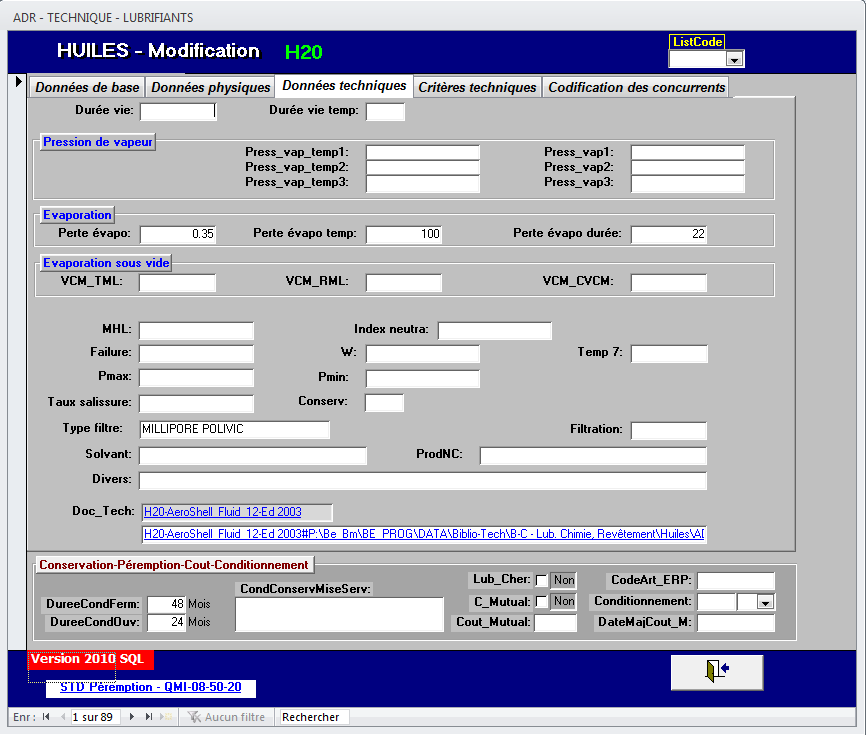 ADR - TECHNIQUE - LUBRIFIANTS
HUILES - Modification H20
ListCode
Données de base Données physiques Données techniques Critères techniques Codification des concurrents
Durée vie: Durée vie temp:
Pression de vapeur
Press_vap_temp1: Press_vap1:
Press_vap_temp2: Press_vap2:
Press_vap_temp3: Press_vap3:
Evaporation
Perte évapo: 0.35 Perte évapo temp: 100 Perte évapo durée: 22
Evaporation sous vide
VCM_TML: VCM_RML: VCM_CVCM:
MHL: Index neutra:
Failure: W: Temp 7:
Pmax: Pmin:
Taux salissure: Conserv:
Type filtre: MILLIPORE POLIVIC Filtration:
Solvant: ProdNC:
Divers:
Doc_Tech: H20-AeroShell Fluid 12-Ed 2003
H20-AeroShell Fluid 12-Ed 2003#P:\Be_Bm\BE_PROG\DATA\Biblio-Tech\B-C - Lub. Chimie, Revêtement\Huiles\
Conservation-Péremption-Cout-Conditionnement
Lub_Cher: Non CodeArt_ERP:
CondConservMiseServ:
DureeCondFerm: 48 Mois C_Mutual: Non Conditionnement:
DureeCondOuv: 24 Mois Cout_Mutual: DateMajCout_M:
Version 2010 SQL
STD Péremption - QMI-08-50-20
Enr : 1 sur 89 Aucun filtre Rechercher